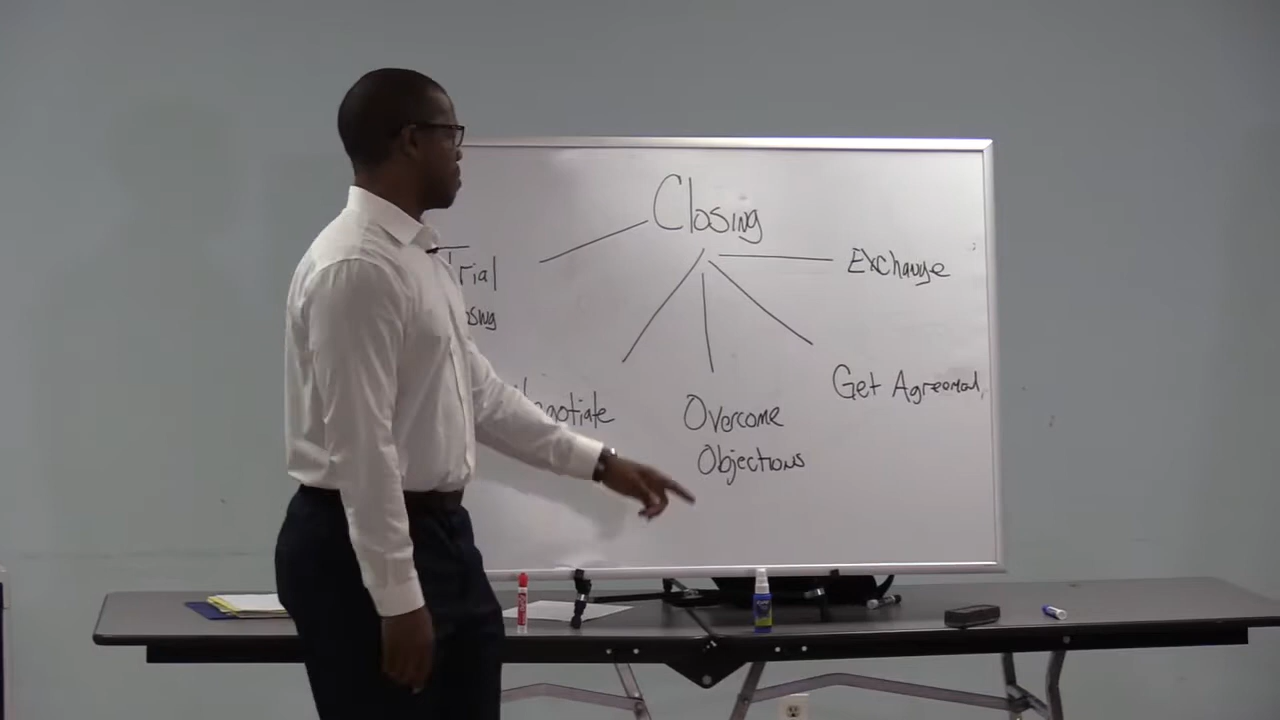 Closing
Trial
Exchange
Get Agreement
Overcome
Objections